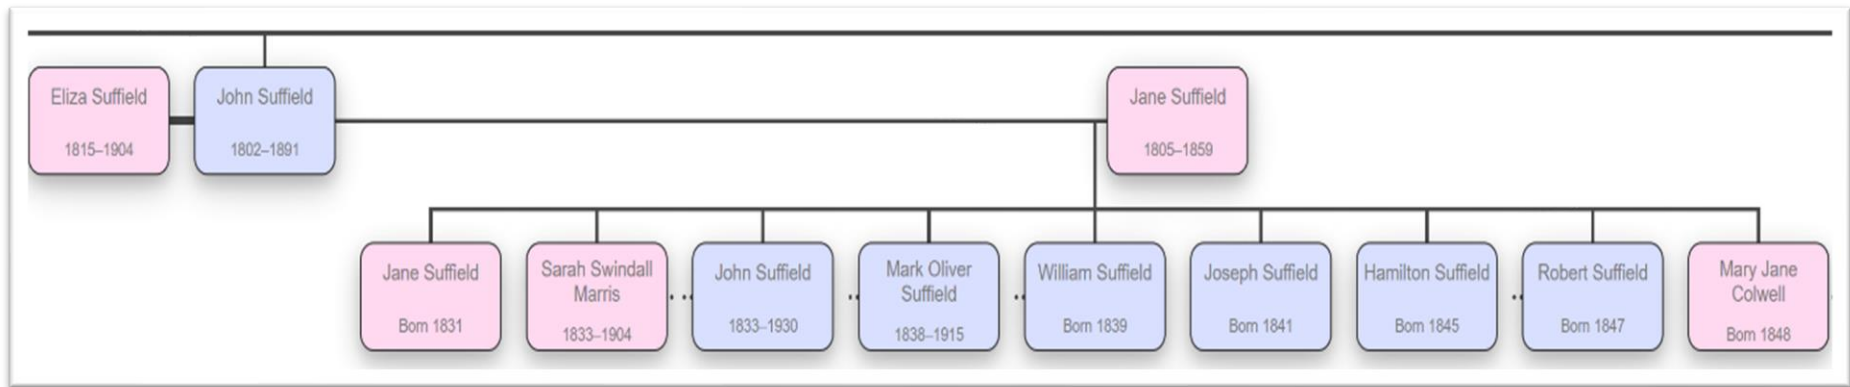 Eliza Suffield
1815–1904
John Suffield
1802–1891
Jane Suffield
1805–1859
Jane Suffield
Born 1831
Sarah Swindall
Marris
1833–1904
John Suffield
1833–1930
Mark Oliver
Suffield
1838–1915
William Suffield
Born 1839
Joseph Suffield
Born 1841
Hamilton Suffield
Born 1845
Robert Suffield
Born 1847
Mary Jane
Colwell
Born 1848